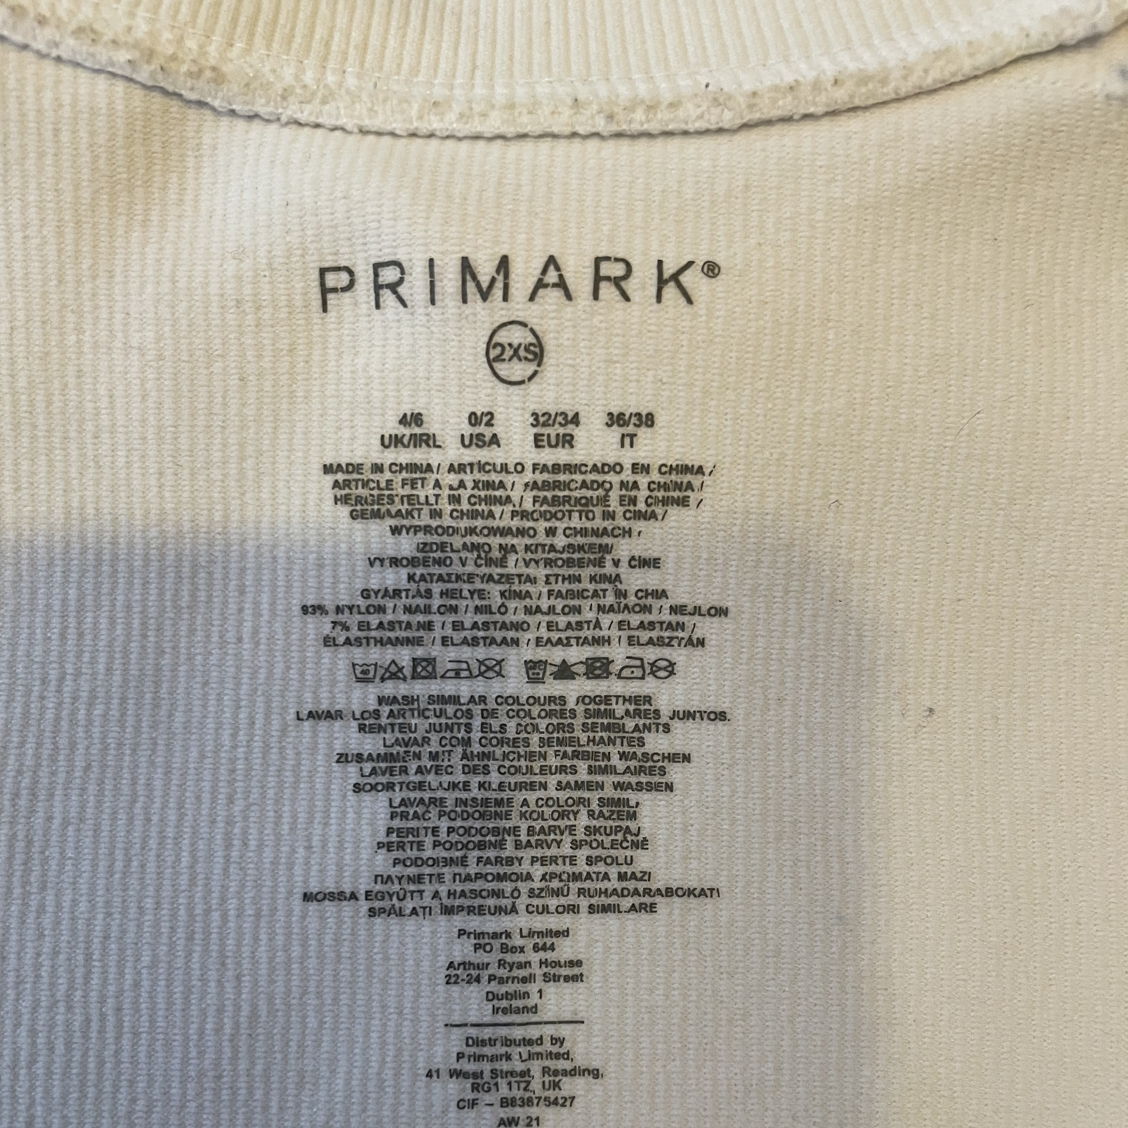 PRIMARK®
2XS
4/6 0/2 32/34 36/38
UK/IRL USA EUR IT
MADE IN CHINA / ARTÍCULO FABRICADO EN CHINA /
ARTICLE FET A LA XINA / FABRICADO NA CHINA /
HERGESTELLT IN CHINA / FABRIQUÉ EN CHINE /
GEMAAKT IN CHINA / PRODOTTO IN CINA /
WYPRODUKOWANO W CHINACH /
IZDELANO NA KITAJSKEM/
VYROBENO V ČÍNĚ / VYROBENÉ V ČÍNE
ΚΑΤΑΣΚΕΥΑΖΕΤΑΙ ΣΤΗΝ ΚΙΝΑ
GYÁRTÁS HELYE: KÍNA / FABICAT ÎN CHIA
93% NYLON / NAILON / NILÓ / NAJLON / ΝΑΪΛΟΝ / NEJLON
7% ELASTANE / ELASTANO / ELASTÀ / ELASTAN /
ÉLASTHANNE / ELASTAAN / ΕΛΑΣΤΑΝΗ / ELASZTÁN
40
WASH SIMILAR COLOURS TOGETHER
LAVAR LOS ARTÍCULOS DE COLORES SIMILARES JUNTOS.
RENTEU JUNTS ELS COLORS SEMBLANTS
LAVAR COM CORES SEMELHANTES
ZUSAMMEN MIT ÄHNLICHEN FARBEN WASCHEN
LAVER AVEC DES COULEURS SIMILAIRES
SOORTGELIJKE KLEUREN SAMEN WASSEN
LAVARE INSIEME A COLORI SIMILI
PRAĆ PODOBNE KOLORY RAZEM
PERITE PODOBNE BARVE SKUPAJ
PERTE PODOBNÉ BARVY SPOLEČNĚ
PODOBNÉ FARBY PERTE SPOLU
ΠΛΥΝΕΤΕ ΠΑΡΟΜΟΙΑ ΧΡΩΜΑΤΑ ΜΑΖΙ
MOSSA EGYÜTT A HASONLÓ SZÍNŰ RUHADARABOKAT!
SPĂLAȚI ÎMPREUNĂ CULORI SIMILARE
Primark Limited
PO Box 644
Arthur Ryan House
22-24 Parnell Street
Dublin 1
Ireland
Distributed by
Primark Limited,
41 West Street, Reading,
RG1 1TZ, UK
CIF – B83875427
AW 21